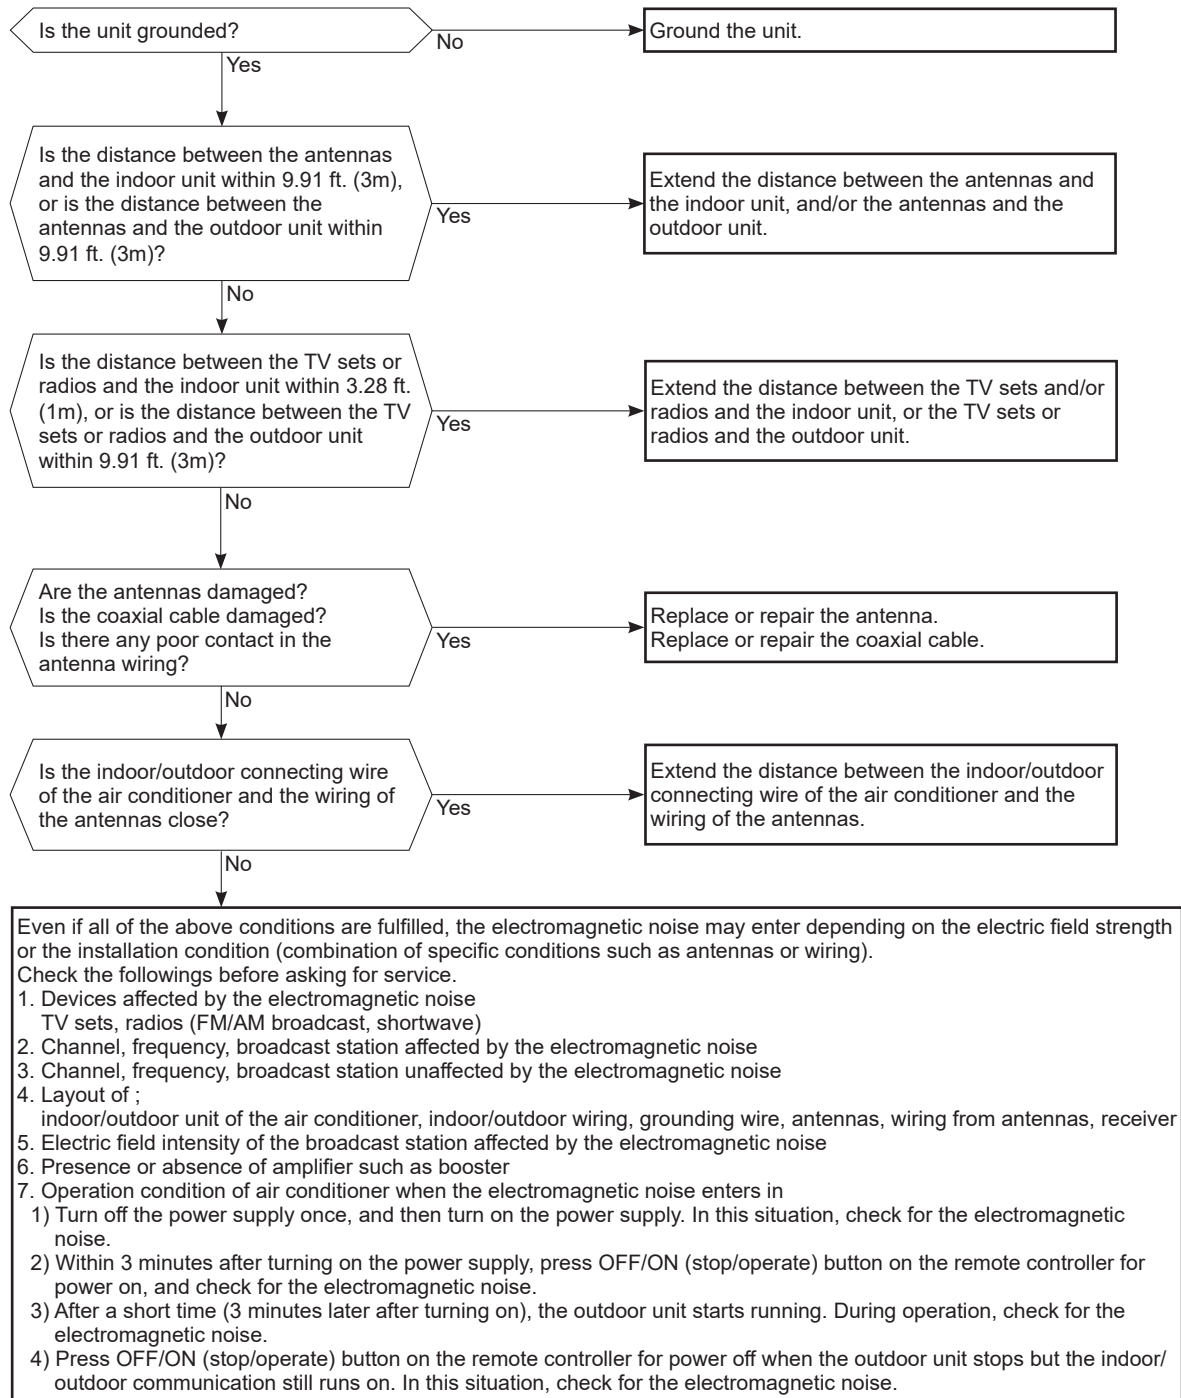 Is the unit grounded?
No
Ground the unit.
Yes
Is the distance between the antennas
and the indoor unit within 9.91 ft. (3m),
or is the distance between the
antennas and the outdoor unit within
9.91 ft. (3m)?
Yes
Extend the distance between the antennas and
the indoor unit, and/or the antennas and the
outdoor unit.
No
Is the distance between the TV sets or
radios and the indoor unit within 3.28 ft.
(1m), or is the distance between the TV
sets or radios and the outdoor unit
within 9.91 ft. (3m)?
Yes
Extend the distance between the TV sets and/or
radios and the indoor unit, or the TV sets or
radios and the outdoor unit.
No
Are the antennas damaged?
Is the coaxial cable damaged?
Is there any poor contact in the
antenna wiring?
Yes
Replace or repair the antenna.
Replace or repair the coaxial cable.
No
Is the indoor/outdoor connecting wire
of the air conditioner and the wiring of
the antennas close?
Yes
Extend the distance between the indoor/outdoor
connecting wire of the air conditioner and the
wiring of the antennas.
No
Even if all of the above conditions are fulfilled, the electromagnetic noise may enter depending on the electric field strength
or the installation condition (combination of specific conditions such as antennas or wiring).
Check the followings before asking for service.
1. Devices affected by the electromagnetic noise
TV sets, radios (FM/AM broadcast, shortwave)
2. Channel, frequency, broadcast station affected by the electromagnetic noise
3. Channel, frequency, broadcast station unaffected by the electromagnetic noise
4. Layout of ;
indoor/outdoor unit of the air conditioner, indoor/outdoor wiring, grounding wire, antennas, wiring from antennas, receiver
5. Electric field intensity of the broadcast station affected by the electromagnetic noise
6. Presence or absence of amplifier such as booster
7. Operation condition of air conditioner when the electromagnetic noise enters in
1) Turn off the power supply once, and then turn on the power supply. In this situation, check for the electromagnetic
noise.
2) Within 3 minutes after turning on the power supply, press OFF/ON (stop/operate) button on the remote controller for
power on, and check for the electromagnetic noise.
3) After a short time (3 minutes later after turning on), the outdoor unit starts running. During operation, check for the
electromagnetic noise.
4) Press OFF/ON (stop/operate) button on the remote controller for power off when the outdoor unit stops but the indoor/
outdoor communication still runs on. In this situation, check for the electromagnetic noise.